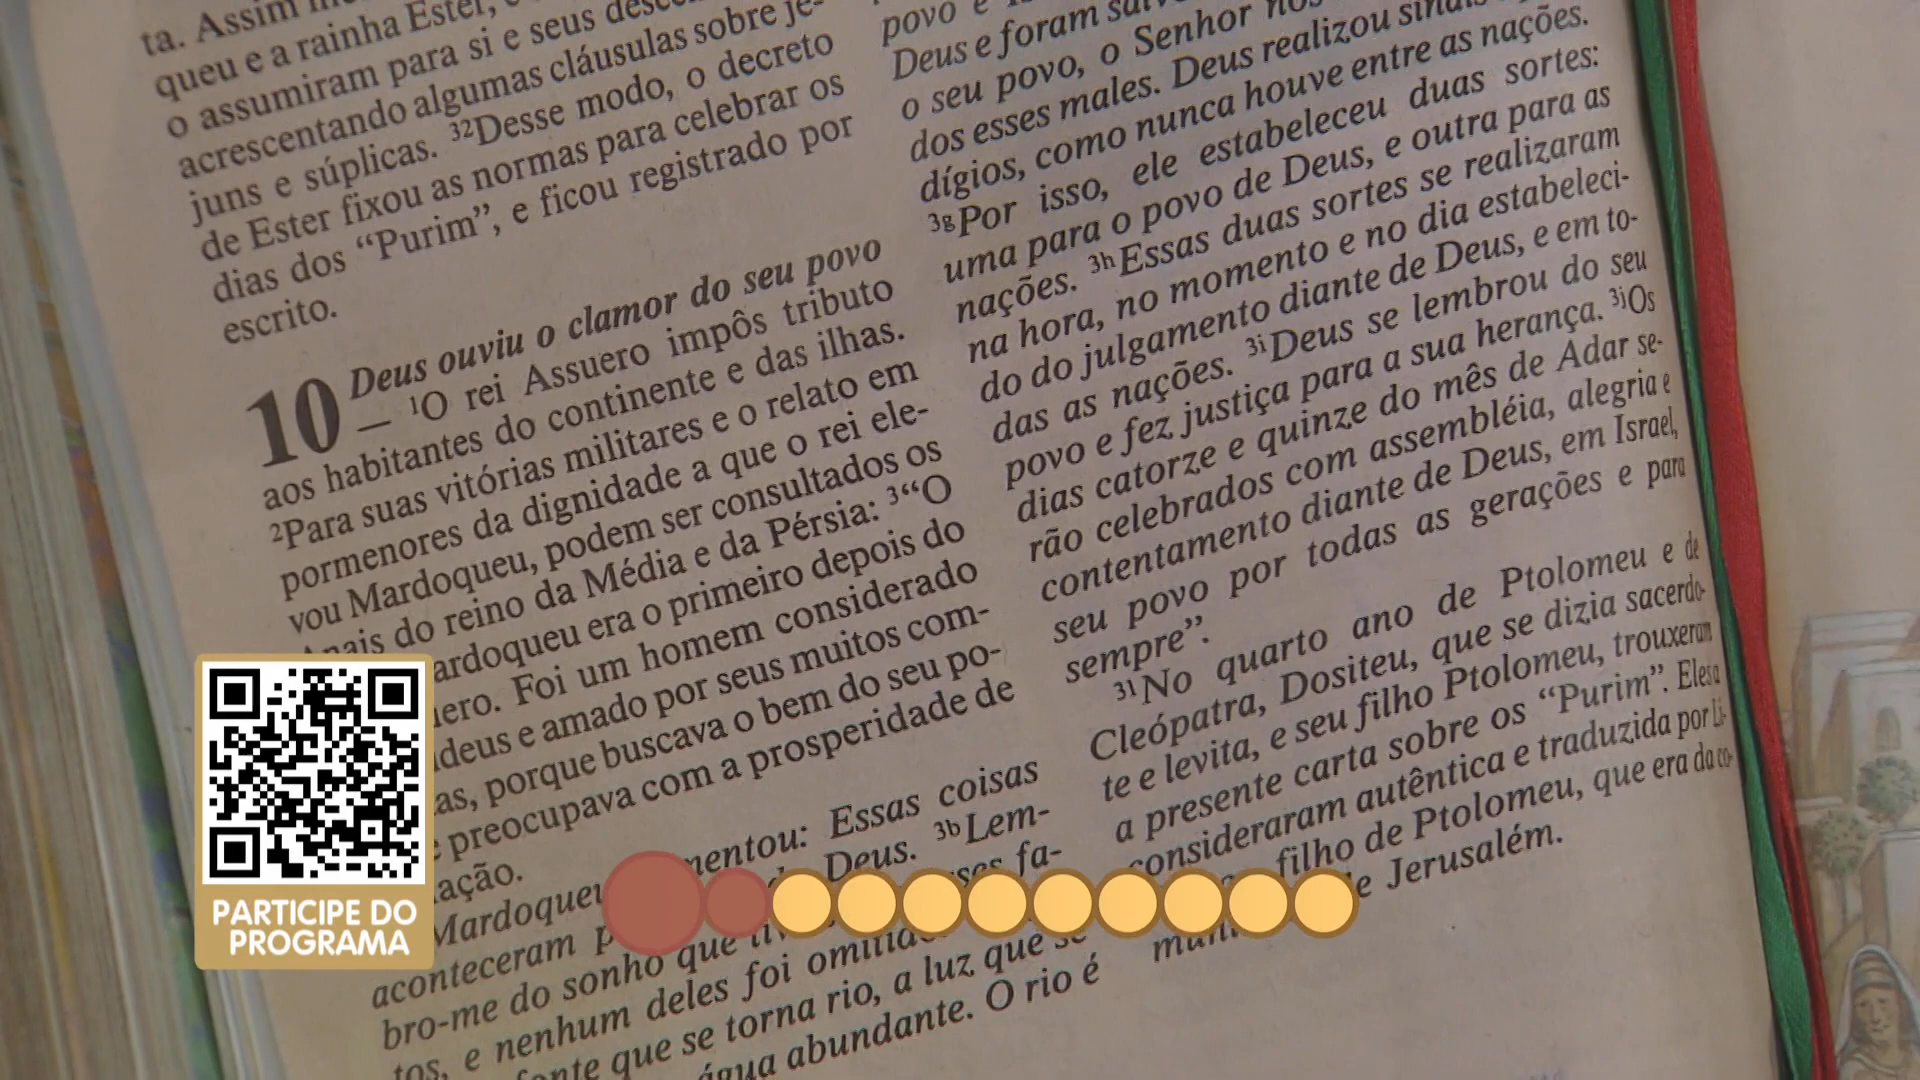 ta. Assim
queu e a rainha Ester,
o assumiram para si e seus
acrescentando algumas cláusulas sobre je-
juns e súplicas. 32Desse modo, o decreto
de Ester fixou as normas para celebrar os
dias dos “Purim”, e ficou registrado por
escrito.
10 Deus ouviu o clamor do seu povo
— 1O rei Assuero impôs tributo
aos habitantes do continente e das ilhas.
2Para suas vitórias militares e o relato em
pormenores da dignidade a que o rei ele-
vou Mardoqueu, podem ser consultados os
Anais do reino da Média e da Pérsia: 3“O
ardoqueu era o primeiro depois do
ero. Foi um homem considerado
deus e amado por seus muitos com-
as, porque buscava o bem do seu po-
preocupava com a prosperidade de
ação.
Mardoqueu mentou: Essas coisas
aconteceram Deus. 3bLem-
bro-me do sonho que fa-
tos, e nenhum deles foi omitido
fonte que se torna rio, a luz que se
água abundante. O rio é
povo e
Deus e foram
o seu povo, o Senhor nos
dos esses males. Deus realizou sinais
dígios, como nunca houve entre as nações.
3gPor isso, ele estabeleceu duas sortes:
uma para o povo de Deus, e outra para as
nações. 3hEssas duas sortes se realizaram
na hora, no momento e no dia estabeleci-
do do julgamento diante de Deus, e em to-
das as nações. 3iDeus se lembrou do seu
povo e fez justiça para a sua herança. 3jOs
dias catorze e quinze do mês de Adar se-
rão celebrados com assembléia, alegria e
contentamento diante de Deus, em Israel,
seu povo por todas as gerações e para
sempre”.
3lNo quarto ano de Ptolomeu e de
Cleópatra, Dositeu, que se dizia sacerdo-
te e levita, e seu filho Ptolomeu, trouxeram
a presente carta sobre os “Purim”. Eles a
consideraram autêntica e traduzida por Li-
filho de Ptolomeu, que era da co-
e Jerusalém.
PARTICIPE DO
PROGRAMA